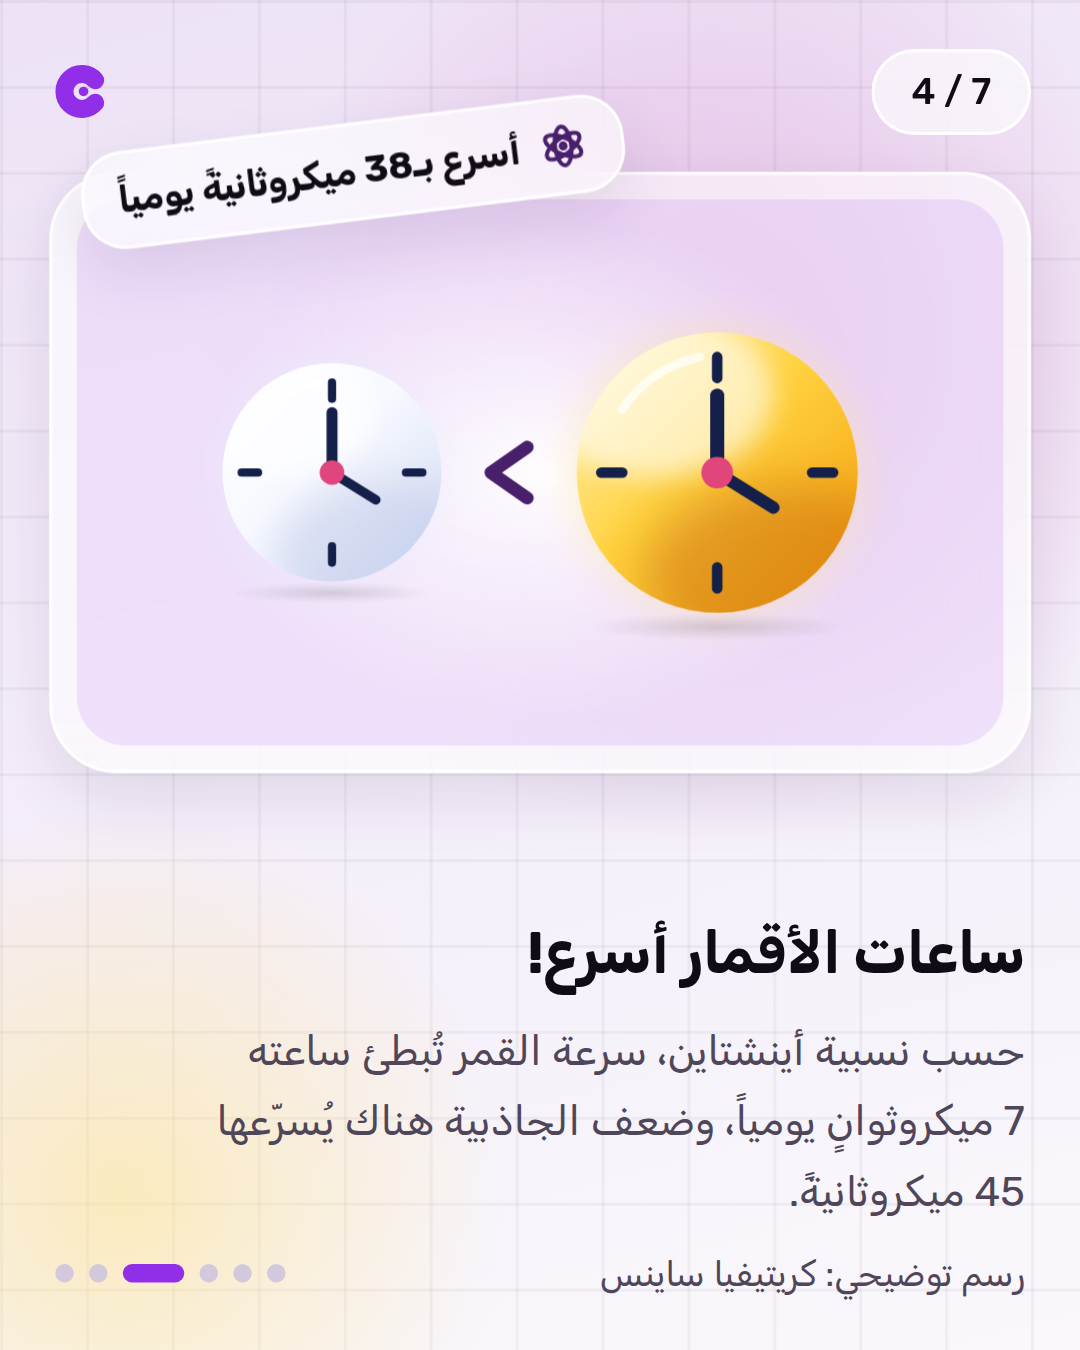 4 / 7
أسرع بـ38 ميكروثانيةً يومياً
<
ساعات الأقمار أسرع!
حسب نسبية أينشتاين، سرعة القمر تُبطئ ساعته
7 ميكروثوانٍ يومياً، وضعف الجاذبية هناك يُسرّعها
45 ميكروثانيةً.
رسم توضيحي: كريتيفيا ساينس